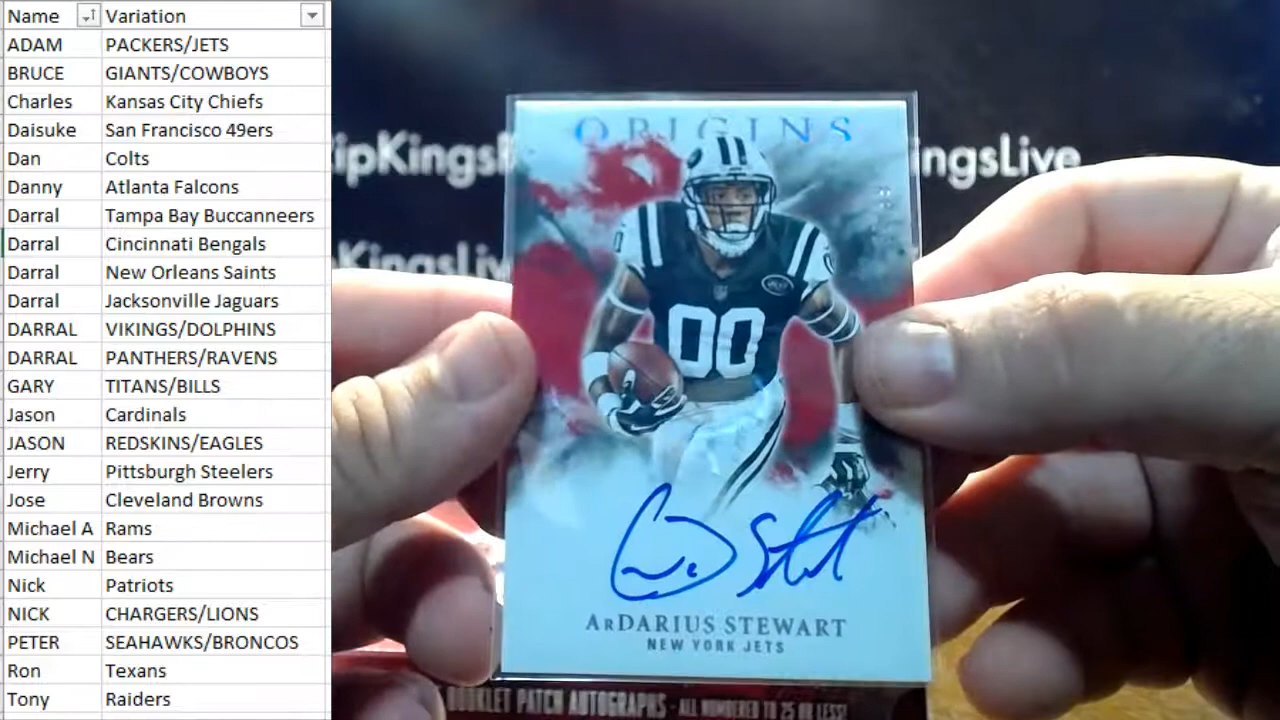 Name Variation
ADAM PACKERS/JETS
BRUCE GIANTS/COWBOYS
Charles Kansas City Chiefs
Daisuke San Francisco 49ers
Dan Colts
Danny Atlanta Falcons
Darral Tampa Bay Buccanneers
Darral Cincinnati Bengals
Darral New Orleans Saints
Darral Jacksonville Jaguars
DARRAL VIKINGS/DOLPHINS
DARRAL PANTHERS/RAVENS
GARY TITANS/BILLS
Jason Cardinals
JASON REDSKINS/EAGLES
Jerry Pittsburgh Steelers
Jose Cleveland Browns
Michael A Rams
Michael N Bears
Nick Patriots
NICK CHARGERS/LIONS
PETER SEAHAWKS/BRONCOS
Ron Texans
Tony Raiders
ORIGINS
ipKings
ingsLive
KingsLiv
00
ArDARIUS STEWART
NEW YORK JETS
BOOKLET PATCH AUTOGRAPHS - ALL NUMBERED TO 25 OR LESS!